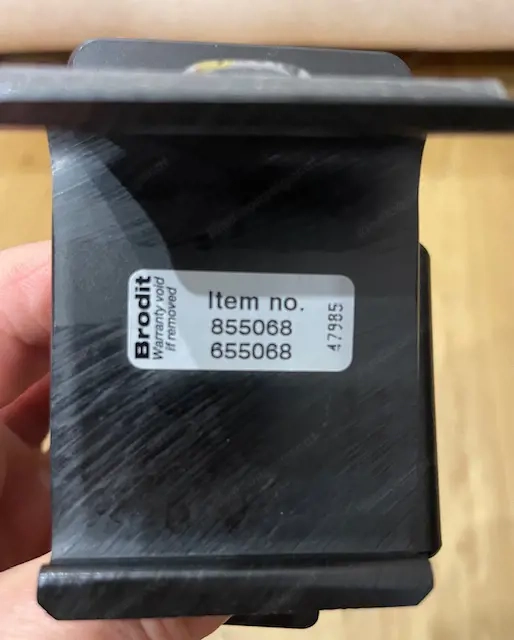 Brodit
Warranty void
if removed
Item no.
855068
655068
47985